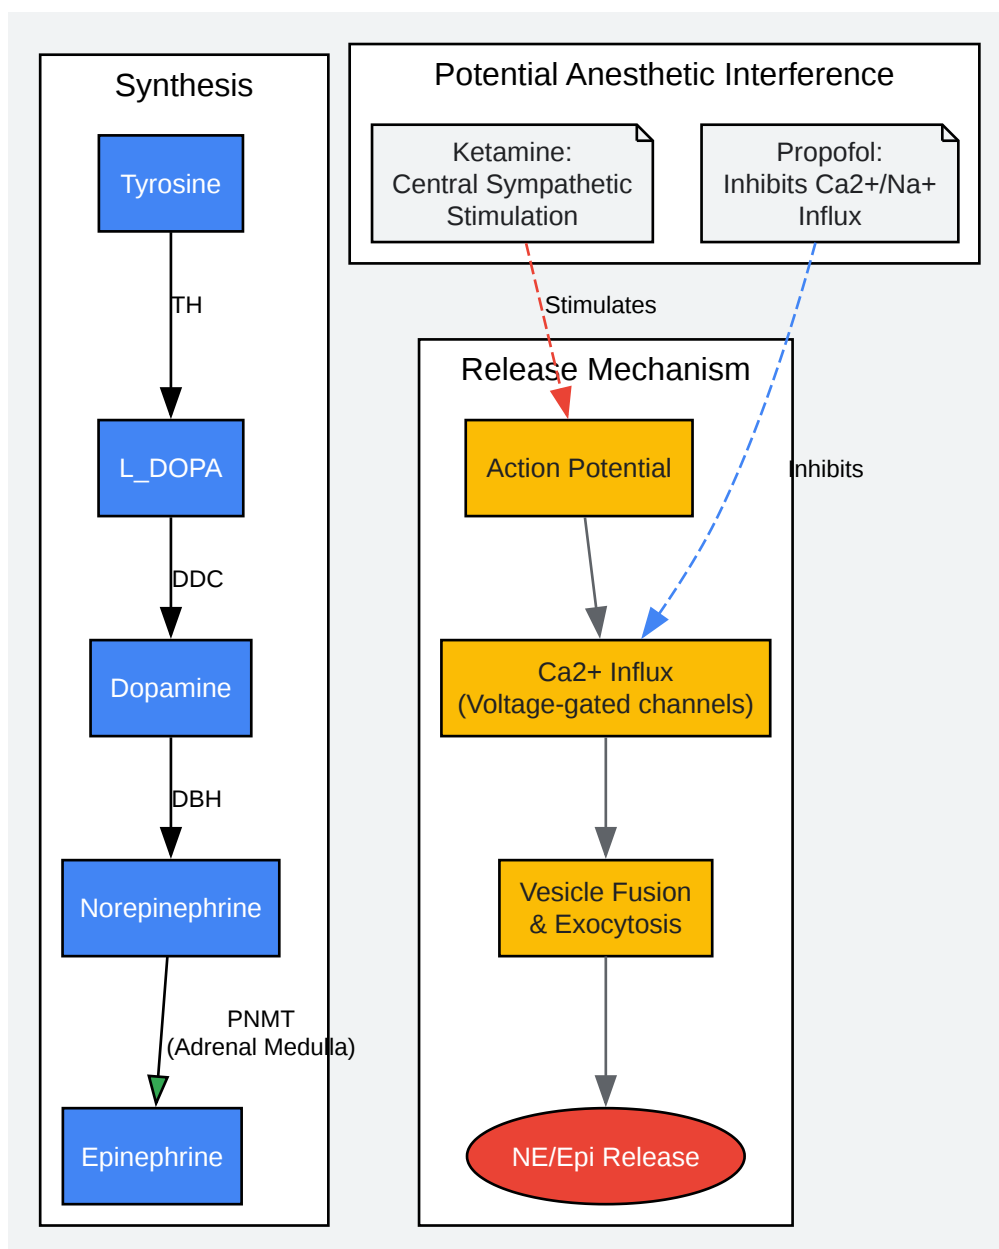 Synthesis
Tyrosine
TH
L_DOPA
DDC
Dopamine
DBH
Norepinephrine
PNMT
(Adrenal Medulla)
Epinephrine
Potential Anesthetic Interference
Ketamine:
Central Sympathetic
Stimulation
Propofol:
Inhibits Ca2+/Na+
Influx
Stimulates
Inhibits
Release Mechanism
Action Potential
Ca2+ Influx
(Voltage-gated channels)
Vesicle Fusion
& Exocytosis
NE/Epi Release